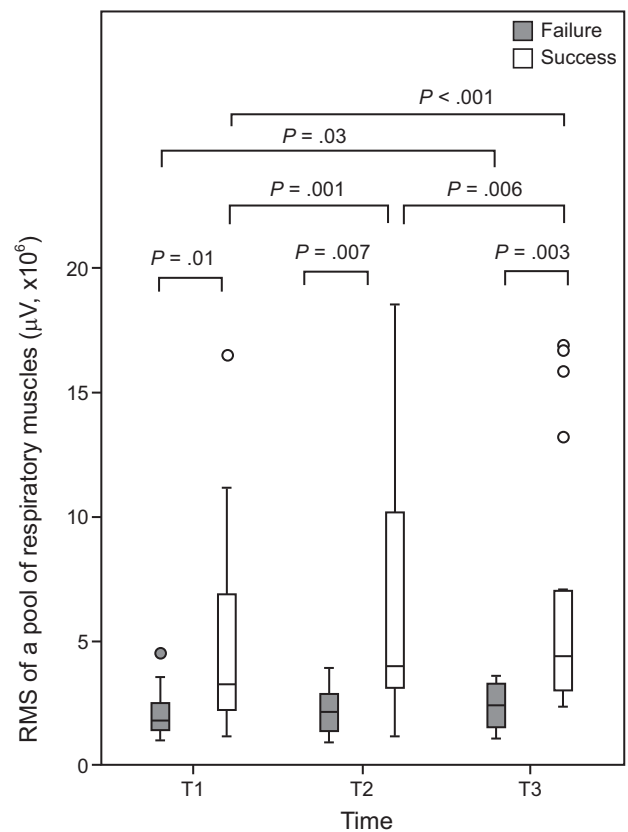 Failure
Success
P < .001
P = .03
P = .001
P = .006
P = .01
P = .007
P = .003
RMS of a pool of respiratory muscles (μV, x10⁶)
20
15
10
5
0
T1
T2
T3
Time